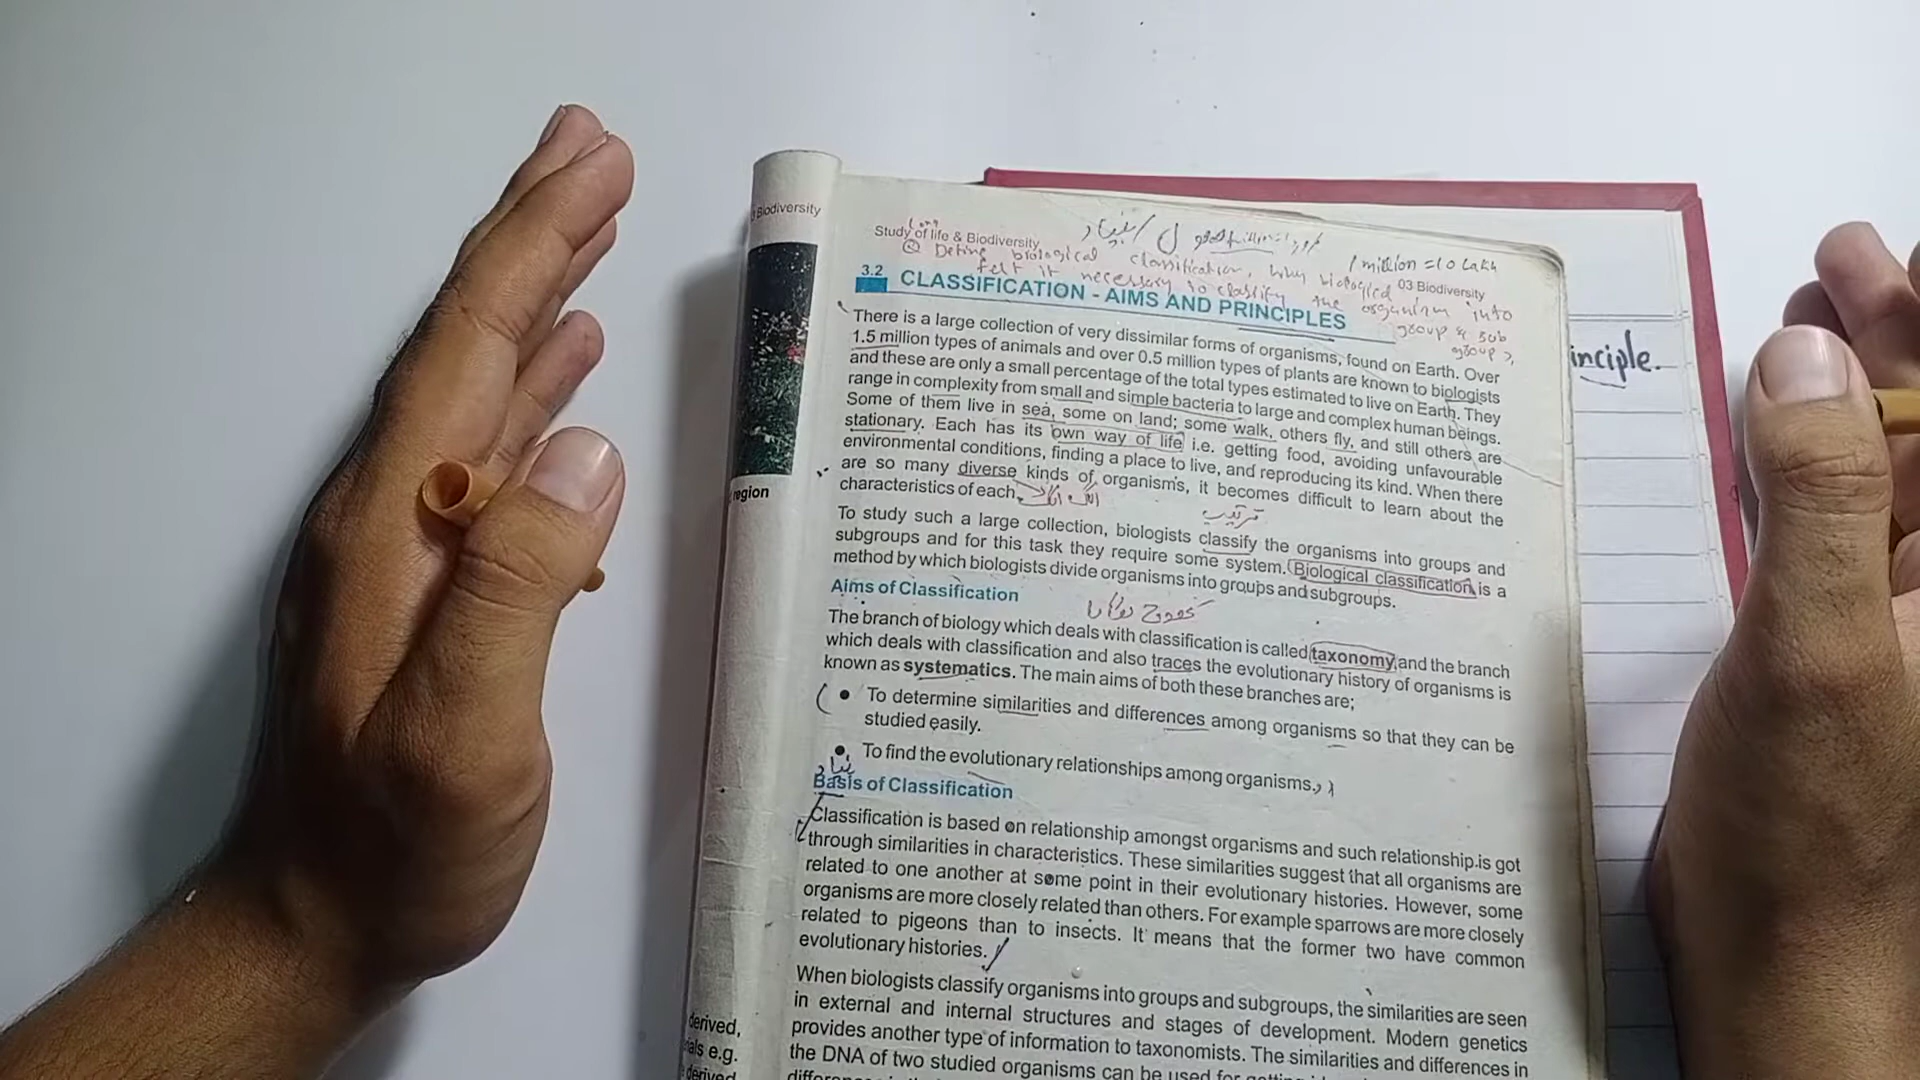 3 Biodiversity
region
derived,
ials e.g.
derived
Long
Study of life & Biodiversity
1 million = 10 Lakh
Q Define biological classification, why biologied
03 Biodiversity
felt it necessary to classify the organism into
group & sub
group?
3.2
CLASSIFICATION - AIMS AND PRINCIPLES
There is a large collection of very dissimilar forms of organisms, found on Earth. Over
1.5 million types of animals and over 0.5 million types of plants are known to biologists
and these are only a small percentage of the total types estimated to live on Earth. They
range in complexity from small and simple bacteria to large and complex human beings.
Some of them live in sea, some on land; some walk, others fly, and still others are
stationary. Each has its own way of life i.e. getting food, avoiding unfavourable
environmental conditions, finding a place to live, and reproducing its kind. When there
are so many diverse kinds of organisms, it becomes difficult to learn about the
characteristics of each.
الگ الگ
ترتیب
To study such a large collection, biologists classify the organisms into groups and
subgroups and for this task they require some system. Biological classification is a
method by which biologists divide organisms into groups and subgroups.
Aims of Classification
The branch of biology which deals with classification is called taxonomy and the branch
which deals with classification and also traces the evolutionary history of organisms is
known as systematics. The main aims of both these branches are;
• To determine similarities and differences among organisms so that they can be
studied easily.
• To find the evolutionary relationships among organisms.
بنیاد
Basis of Classification
Classification is based on relationship amongst organisms and such relationship is got
through similarities in characteristics. These similarities suggest that all organisms are
related to one another at some point in their evolutionary histories. However, some
organisms are more closely related than others. For example sparrows are more closely
related to pigeons than to insects. It means that the former two have common
evolutionary histories.
When biologists classify organisms into groups and subgroups, the similarities are seen
in external and internal structures and stages of development. Modern genetics
provides another type of information to taxonomists. The similarities and differences in
the DNA of two studied organisms can be used for
inciple.